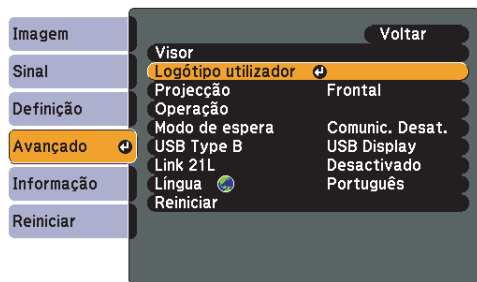 Imagem
Sinal
Definição
Avançado
Informação
Reiniciar
Voltar
Visor
Logótipo utilizador
Projecção Frontal
Operação
Modo de espera Comunic. Desat.
USB Type B USB Display
Link 21L Desactivado
Língua Português
Reiniciar